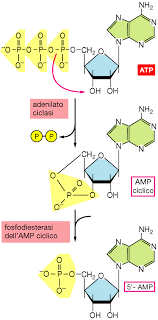 NH₂
N
N
N
N
O
O
O
⁻O–P–O–P–O–P–O–CH₂
O⁻
O⁻
O⁻
O
OH
OH
ATP
adenilato
ciclasi
P–P
NH₂
N
N
N
N
CH₂
O
O
O
P
O
O⁻
OH
AMP
ciclico
fosfodiesterasi
dell'AMP ciclico
NH₂
N
N
N
N
O
⁻O–P–O–CH₂
O⁻
O
OH
OH
5'- AMP